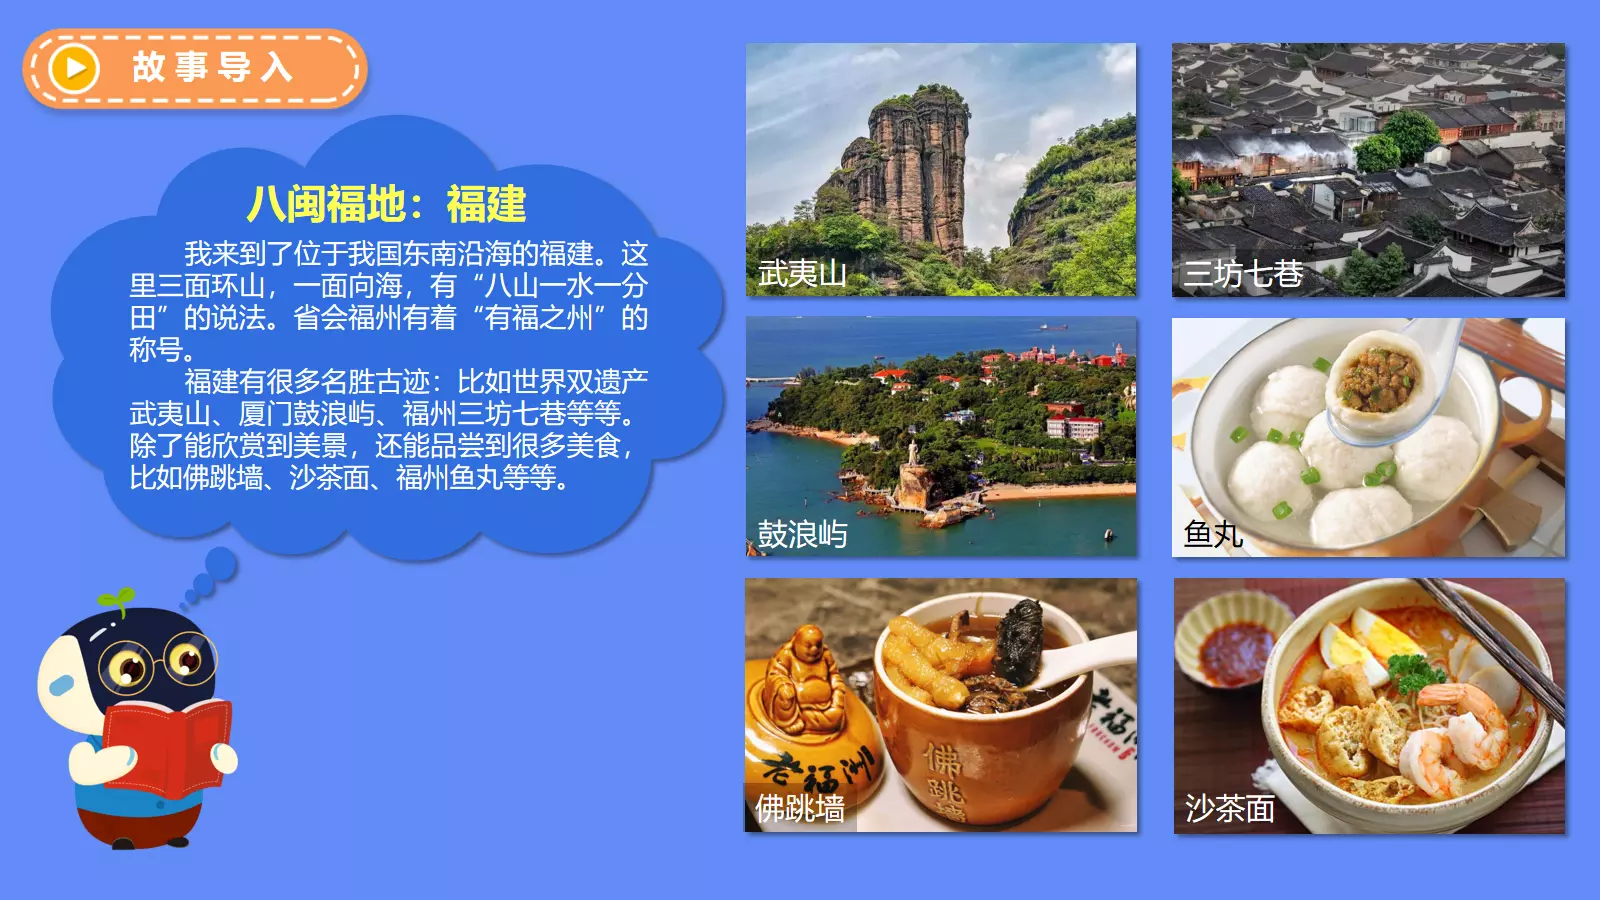 故事导入
八闽福地：福建
我来到了位于我国东南沿海的福建。这
里三面环山，一面向海，有“八山一水一分
田”的说法。省会福州有着“有福之州”的
称号。
福建有很多名胜古迹：比如世界双遗产
武夷山、厦门鼓浪屿、福州三坊七巷等等。
除了能欣赏到美景，还能品尝到很多美食，
比如佛跳墙、沙茶面、福州鱼丸等等。
武夷山
三坊七巷
鼓浪屿
鱼丸
老福洲
佛跳墙
老福
佛跳墙
沙茶面